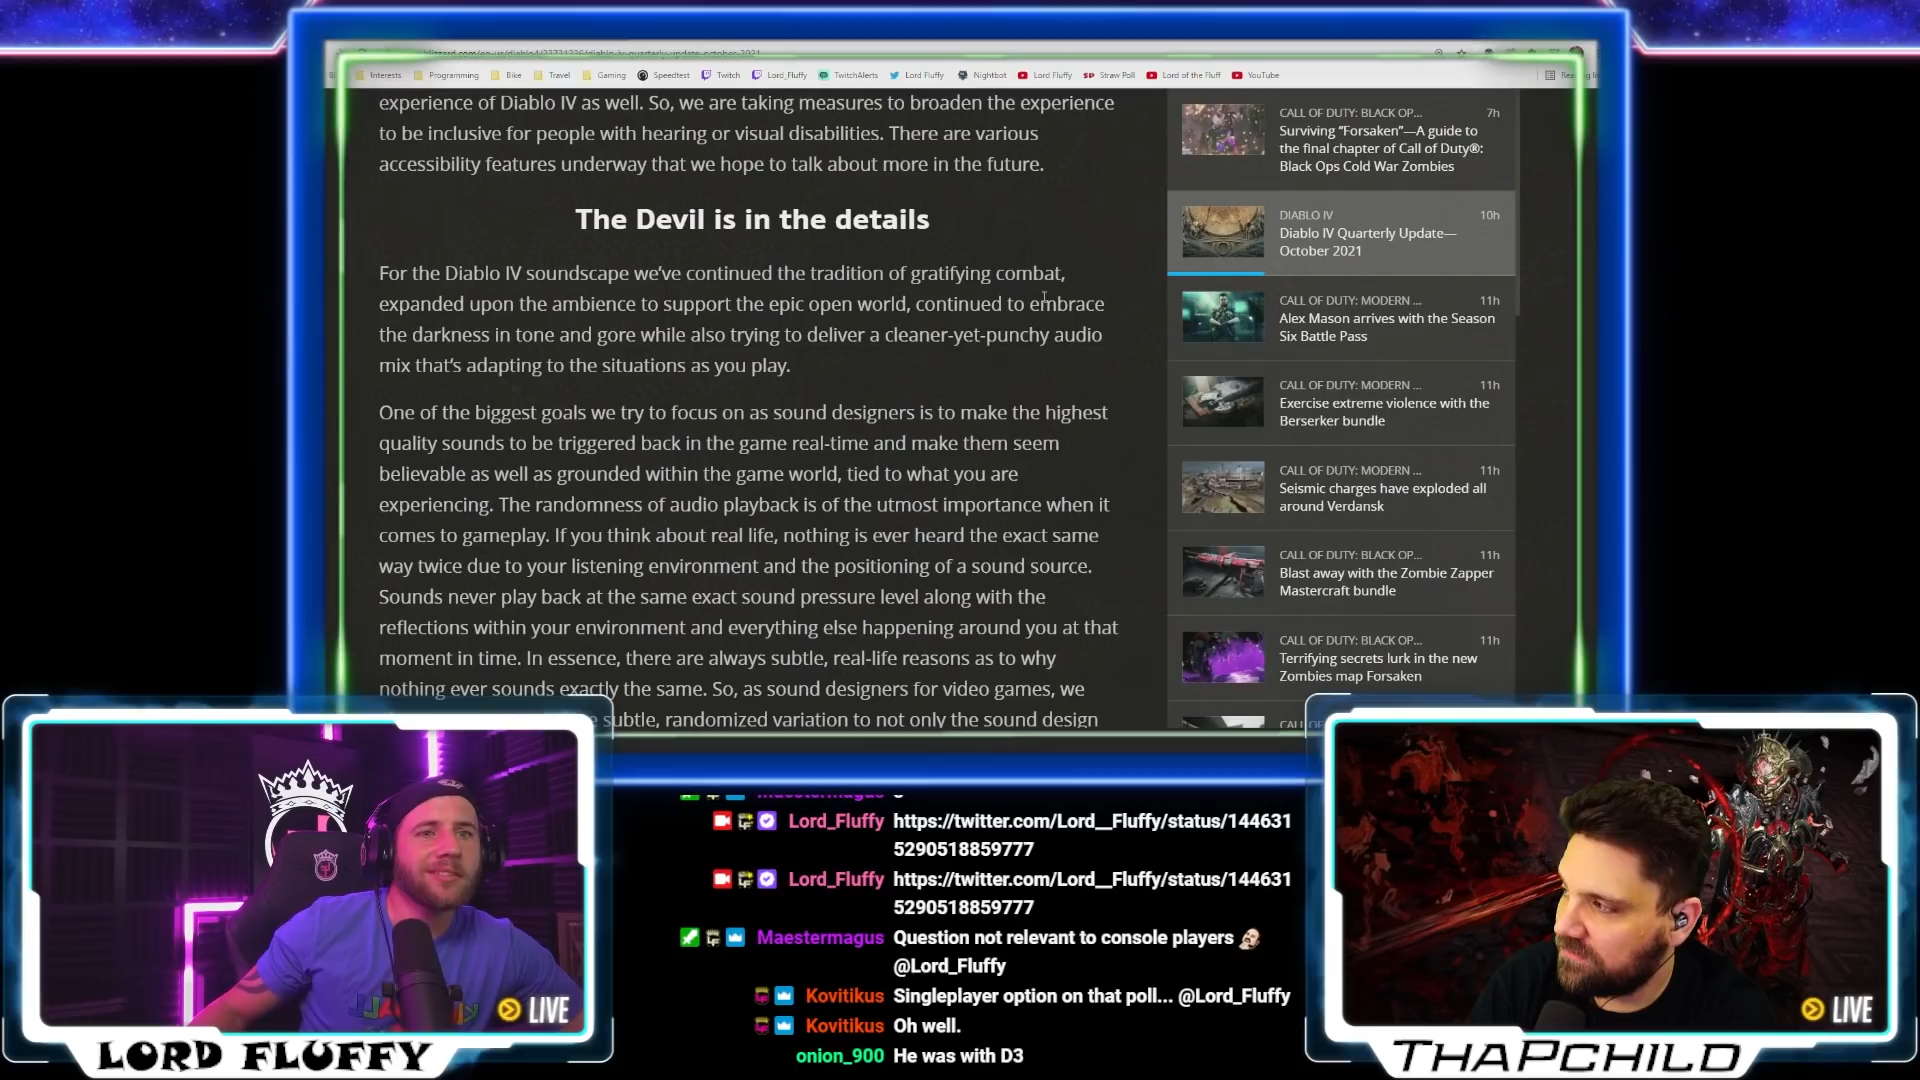 blizzard.com/en-us/diablo4/23731236/diablo-iv-quarterly-update-october-2021
Interests Programming Bike Travel Gaming Speedtest Twitch Lord_Fluffy TwitchAlerts Lord Fluffy Nightbot Lord Fluffy Straw Poll Lord of the Fluff YouTube
experience of Diablo IV as well. So, we are taking measures to broaden the experience
to be inclusive for people with hearing or visual disabilities. There are various
accessibility features underway that we hope to talk about more in the future.
The Devil is in the details
For the Diablo IV soundscape we've continued the tradition of gratifying combat,
expanded upon the ambience to support the epic open world, continued to embrace
the darkness in tone and gore while also trying to deliver a cleaner-yet-punchy audio
mix that's adapting to the situations as you play.
One of the biggest goals we try to focus on as sound designers is to make the highest
quality sounds to be triggered back in the game real-time and make them seem
believable as well as grounded within the game world, tied to what you are
experiencing. The randomness of audio playback is of the utmost importance when it
comes to gameplay. If you think about real life, nothing is ever heard the exact same
way twice due to your listening environment and the positioning of a sound source.
Sounds never play back at the same exact sound pressure level along with the
reflections within your environment and everything else happening around you at that
moment in time. In essence, there are always subtle, real-life reasons as to why
nothing ever sounds exactly the same. So, as sound designers for video games, we
subtle, randomized variation to not only the sound design
CALL OF DUTY: BLACK OP... 7h
Surviving "Forsaken"—A guide to
the final chapter of Call of Duty®:
Black Ops Cold War Zombies
DIABLO IV 10h
Diablo IV Quarterly Update—
October 2021
CALL OF DUTY: MODERN ... 11h
Alex Mason arrives with the Season
Six Battle Pass
CALL OF DUTY: MODERN ... 11h
Exercise extreme violence with the
Berserker bundle
CALL OF DUTY: MODERN ... 11h
Seismic charges have exploded all
around Verdansk
CALL OF DUTY: BLACK OP... 11h
Blast away with the Zombie Zapper
Mastercraft bundle
CALL OF DUTY: BLACK OP... 11h
Terrifying secrets lurk in the new
Zombies map Forsaken
Maestermagus
Lord_Fluffy https://twitter.com/Lord__Fluffy/status/144631
5290518859777
Lord_Fluffy https://twitter.com/Lord__Fluffy/status/144631
5290518859777
Maestermagus Question not relevant to console players
@Lord_Fluffy
Kovitikus Singleplayer option on that poll... @Lord_Fluffy
Kovitikus Oh well.
onion_900 He was with D3
LIVE
LORD FLUFFY
LIVE
THAPCHILD